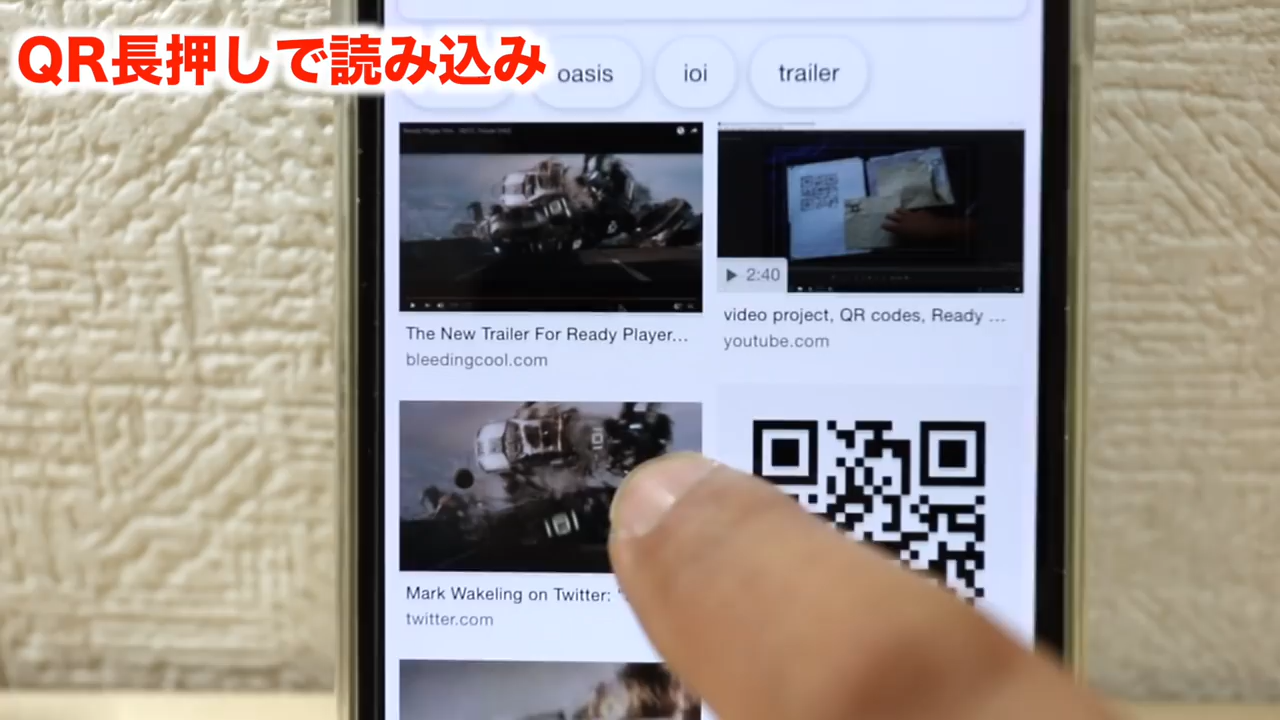 QR長押しで読み込み
oasis
ioi
trailer
The New Trailer For Ready Player...
bleedingcool.com
2:40
video project, QR codes, Ready ...
youtube.com
Mark Wakeling on Twitter: "
twitter.com